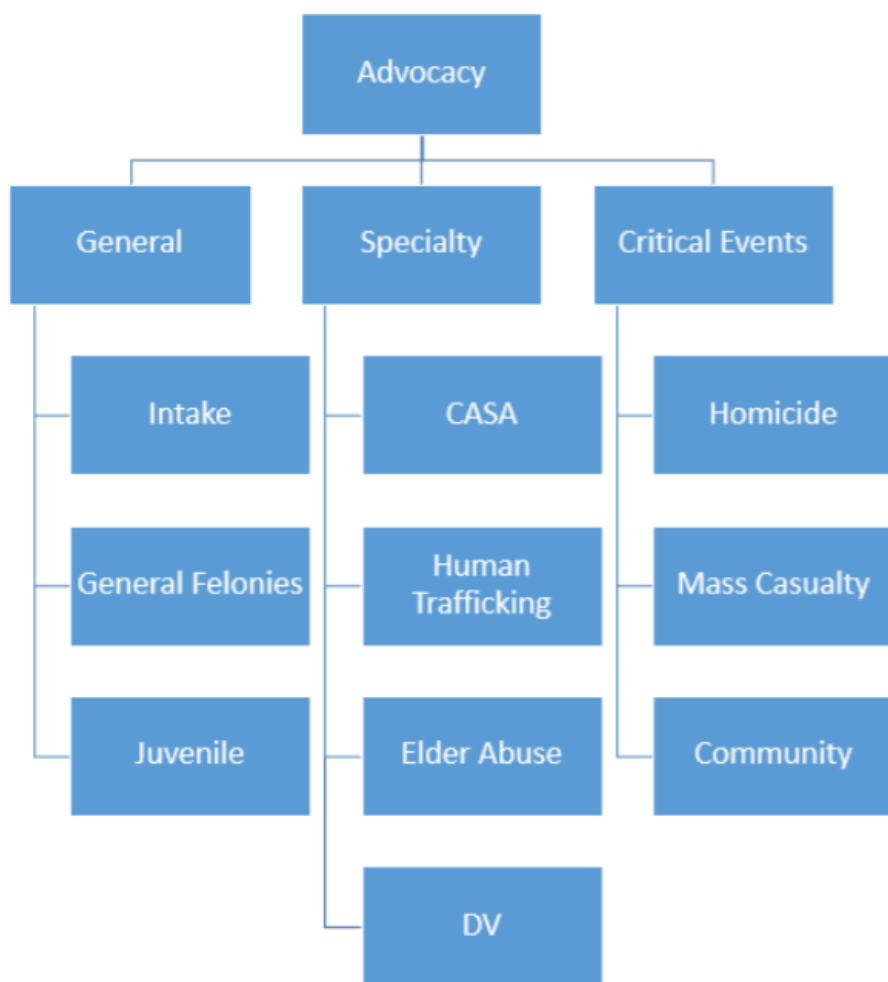 Advocacy
General
Specialty
Critical Events
Intake
CASA
Homicide
General Felonies
Human
Trafficking
Mass Casualty
Juvenile
Elder Abuse
Community
DV